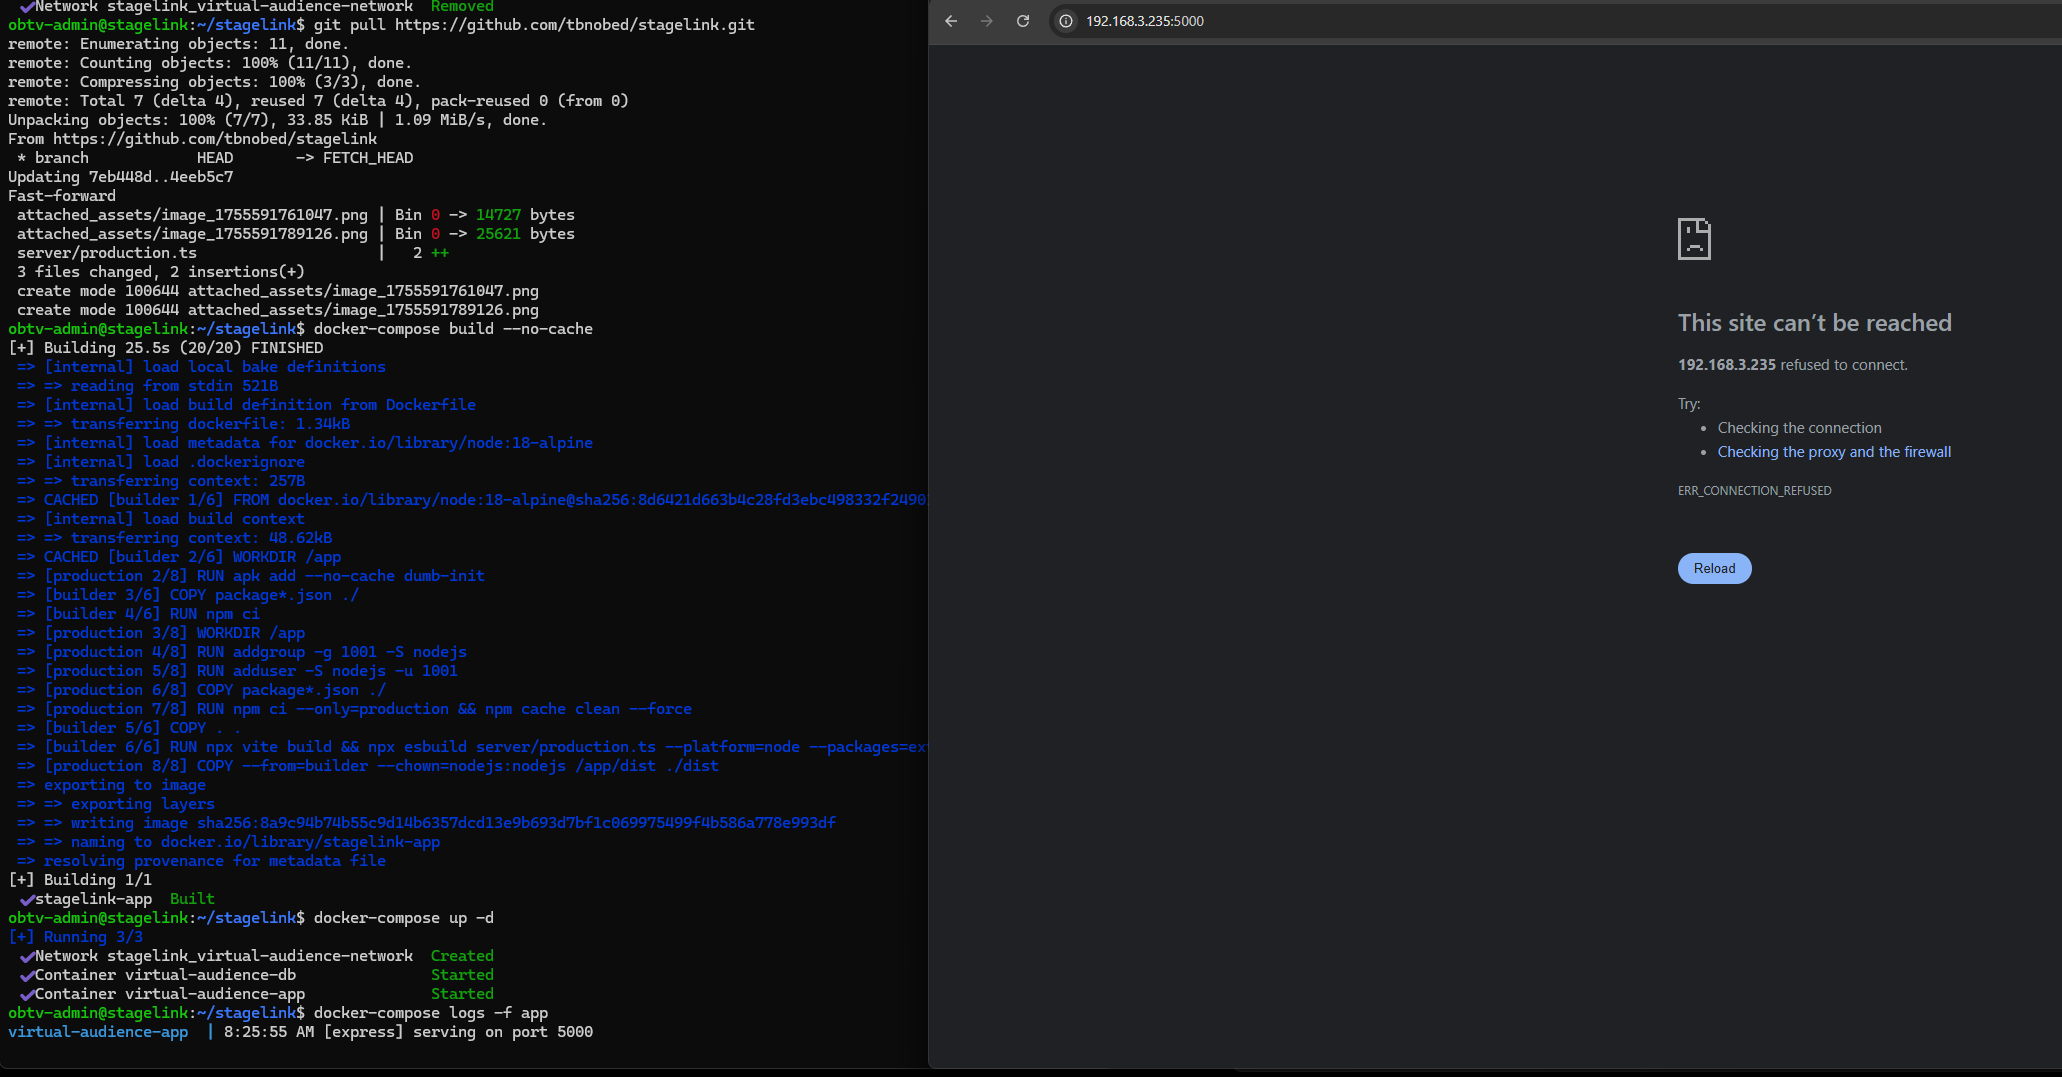 ✔Network stagelink_virtual-audience-network  Removed
obtv-admin@stagelink:~/stagelink$ git pull https://github.com/tbnobed/stagelink.git
remote: Enumerating objects: 11, done.
remote: Counting objects: 100% (11/11), done.
remote: Compressing objects: 100% (3/3), done.
remote: Total 7 (delta 4), reused 7 (delta 4), pack-reused 0 (from 0)
Unpacking objects: 100% (7/7), 33.85 KiB | 1.09 MiB/s, done.
From https://github.com/tbnobed/stagelink
 * branch            HEAD       -> FETCH_HEAD
Updating 7eb448d..4eeb5c7
Fast-forward
 attached_assets/image_1755591761047.png | Bin 0 -> 14727 bytes
 attached_assets/image_1755591789126.png | Bin 0 -> 25621 bytes
 server/production.ts                    |   2 ++
 3 files changed, 2 insertions(+)
 create mode 100644 attached_assets/image_1755591761047.png
 create mode 100644 attached_assets/image_1755591789126.png
obtv-admin@stagelink:~/stagelink$ docker-compose build --no-cache
[+] Building 25.5s (20/20) FINISHED
 => [internal] load local bake definitions
 => => reading from stdin 521B
 => [internal] load build definition from Dockerfile
 => => transferring dockerfile: 1.34kB
 => [internal] load metadata for docker.io/library/node:18-alpine
 => [internal] load .dockerignore
 => => transferring context: 257B
 => CACHED [builder 1/6] FROM docker.io/library/node:18-alpine@sha256:8d6421d663b4c28fd3ebc498332f2490
 => [internal] load build context
 => => transferring context: 48.62kB
 => CACHED [builder 2/6] WORKDIR /app
 => [production 2/8] RUN apk add --no-cache dumb-init
 => [builder 3/6] COPY package*.json ./
 => [builder 4/6] RUN npm ci
 => [production 3/8] WORKDIR /app
 => [production 4/8] RUN addgroup -g 1001 -S nodejs
 => [production 5/8] RUN adduser -S nodejs -u 1001
 => [production 6/8] COPY package*.json ./
 => [production 7/8] RUN npm ci --only=production && npm cache clean --force
 => [builder 5/6] COPY . .
 => [builder 6/6] RUN npx vite build && npx esbuild server/production.ts --platform=node --packages=ex
 => [production 8/8] COPY --from=builder --chown=nodejs:nodejs /app/dist ./dist
 => exporting to image
 => => exporting layers
 => => writing image sha256:8a9c94b74b55c9d14b6357dcd13e9b693d7bf1c069975499f4b586a778e993df
 => => naming to docker.io/library/stagelink-app
 => resolving provenance for metadata file
[+] Building 1/1
 ✔stagelink-app  Built
obtv-admin@stagelink:~/stagelink$ docker-compose up -d
[+] Running 3/3
 ✔Network stagelink_virtual-audience-network  Created
 ✔Container virtual-audience-db               Started
 ✔Container virtual-audience-app              Started
obtv-admin@stagelink:~/stagelink$ docker-compose logs -f app
virtual-audience-app  | 8:25:55 AM [express] serving on port 5000
192.168.3.235:5000
This site can’t be reached
192.168.3.235 refused to connect.
Try:
• Checking the connection
• Checking the proxy and the firewall
ERR_CONNECTION_REFUSED
Reload